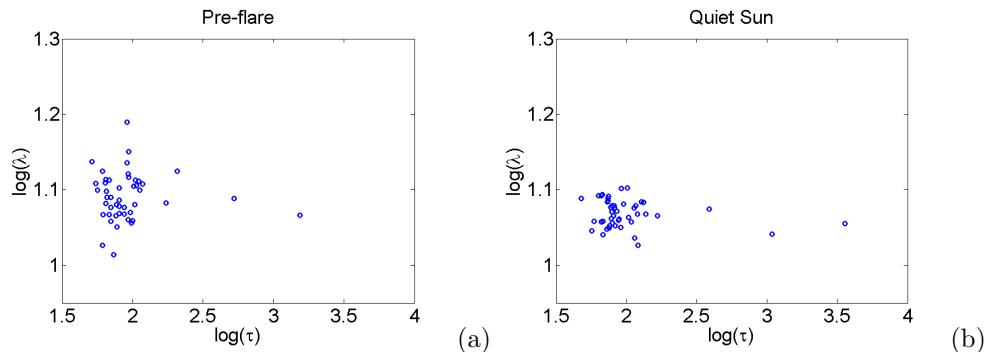 Pre-flare
1.3
1.2
1.1
1
log(λ)
1.5 2 2.5 3 3.5 4
log(τ)
(a)
Quiet Sun
1.3
1.2
1.1
1
log(λ)
1.5 2 2.5 3 3.5 4
log(τ)
(b)